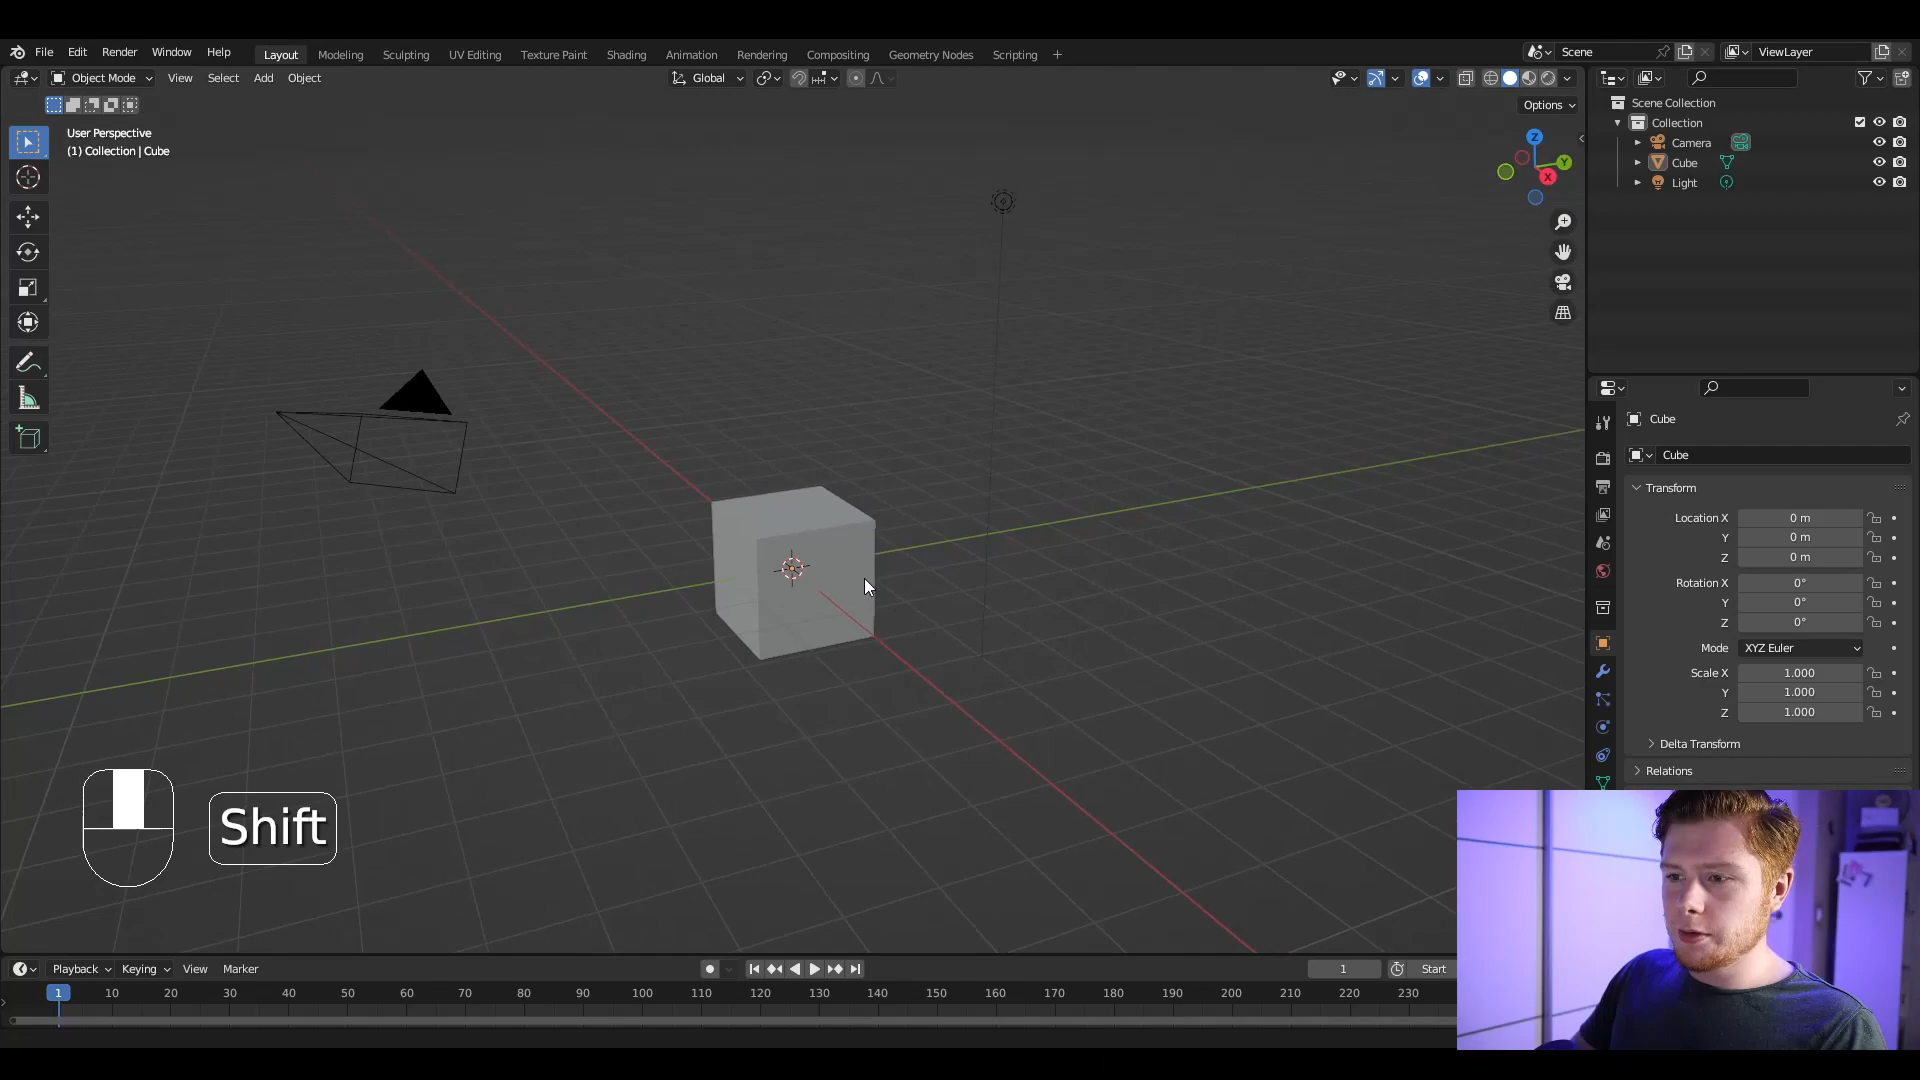 File Edit Render Window Help Layout Modeling Sculpting UV Editing Texture Paint Shading Animation Rendering Compositing Geometry Nodes Scripting + Scene ViewLayer
Object Mode View Select Add Object Global
Options
User Perspective
(1) Collection | Cube
Z
Y
X
Scene Collection
Collection
Camera
Cube
Light
Cube
Cube
Transform
Location X 0 m
Y 0 m
Z 0 m
Rotation X 0°
Y 0°
Z 0°
Mode XYZ Euler
Scale X 1.000
Y 1.000
Z 1.000
Delta Transform
Relations
Shift
Playback Keying View Marker 1 Start
1 10 20 30 40 50 60 70 80 90 100 110 120 130 140 150 160 170 180 190 200 210 220 230